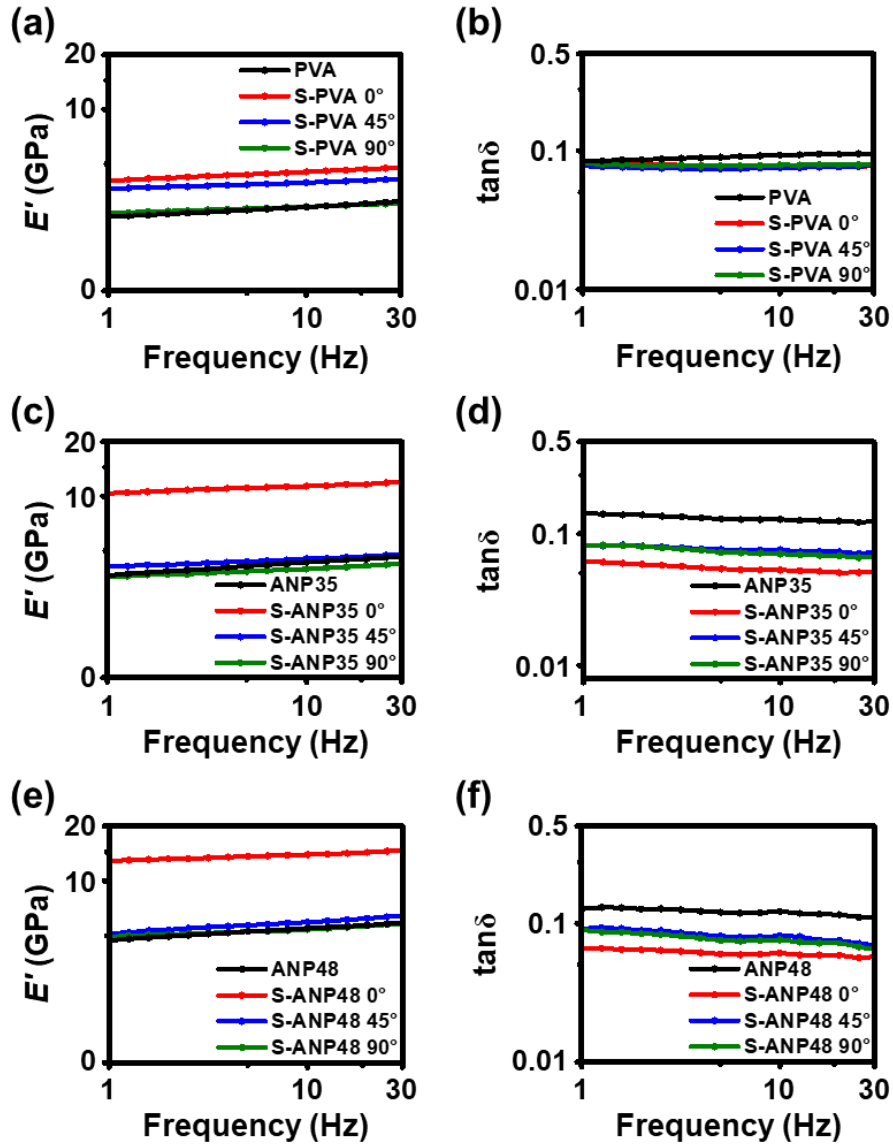 (a)
20
10
0
E′ (GPa)
PVA
S-PVA 0°
S-PVA 45°
S-PVA 90°
1
10
30
Frequency (Hz)
(b)
0.5
0.1
0.01
tanδ
PVA
S-PVA 0°
S-PVA 45°
S-PVA 90°
1
10
30
Frequency (Hz)
(c)
20
10
0
E′ (GPa)
ANP35
S-ANP35 0°
S-ANP35 45°
S-ANP35 90°
1
10
30
Frequency (Hz)
(d)
0.5
0.1
0.01
tanδ
ANP35
S-ANP35 0°
S-ANP35 45°
S-ANP35 90°
1
10
30
Frequency (Hz)
(e)
20
10
0
E′ (GPa)
ANP48
S-ANP48 0°
S-ANP48 45°
S-ANP48 90°
1
10
30
Frequency (Hz)
(f)
0.5
0.1
0.01
tanδ
ANP48
S-ANP48 0°
S-ANP48 45°
S-ANP48 90°
1
10
30
Frequency (Hz)